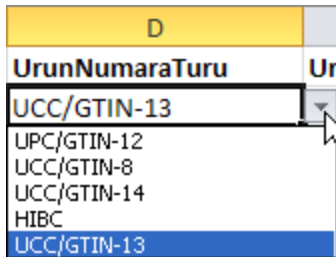 D
UrunNumaraTuru Ur
UCC/GTIN-13
UPC/GTIN-12
UCC/GTIN-8
UCC/GTIN-14
HIBC
UCC/GTIN-13